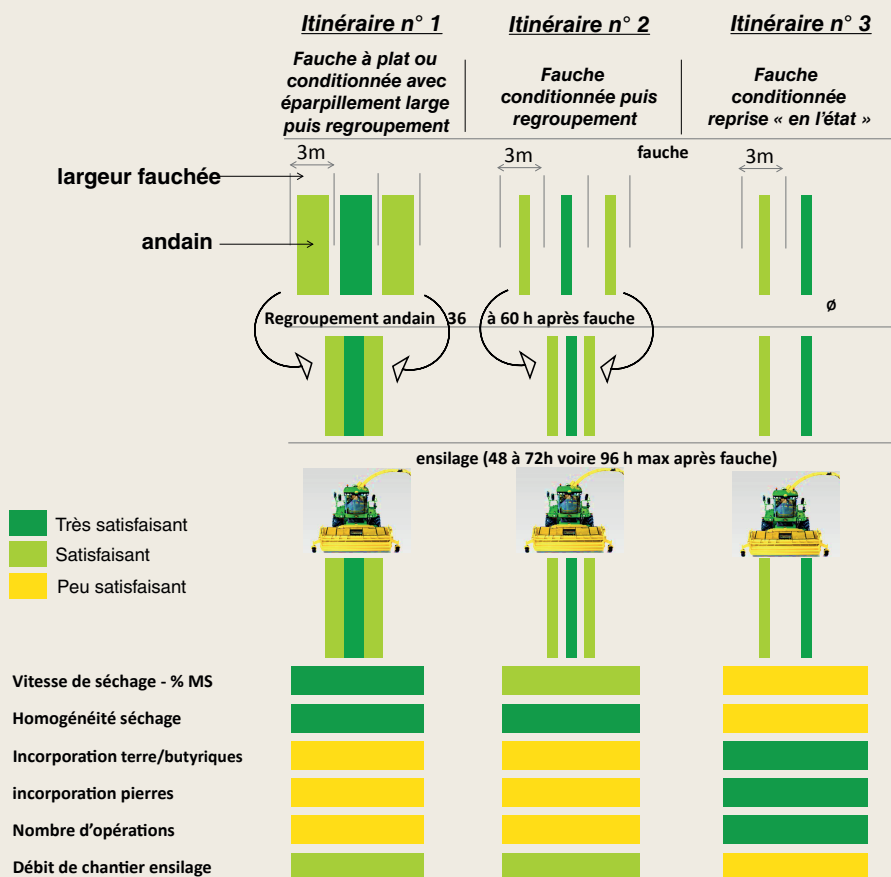 Itinéraire n° 1
Fauche à plat ou
conditionnée avec
éparpillement large
puis regroupement
Itinéraire n° 2
Fauche
conditionnée puis
regroupement
Itinéraire n° 3
Fauche
conditionnée
reprise « en l'état »
3m
3m
fauche
3m
largeur fauchée
andain
Ø
Regroupement andain 36 à 60 h après fauche
ensilage (48 à 72h voire 96 h max après fauche)
Très satisfaisant
Satisfaisant
Peu satisfaisant
Vitesse de séchage - % MS
Homogénéité séchage
Incorporation terre/butyriques
incorporation pierres
Nombre d'opérations
Débit de chantier ensilage